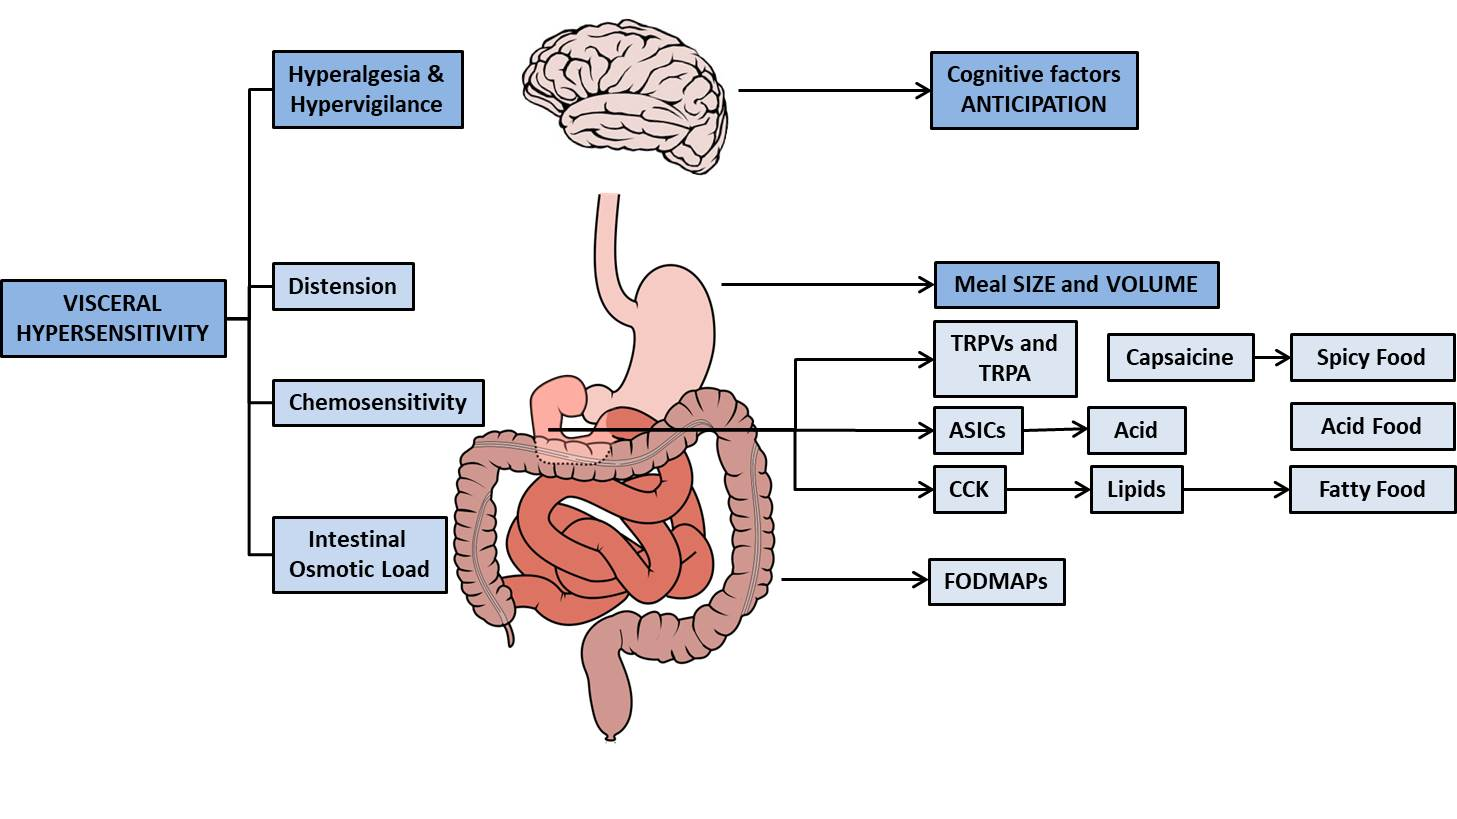 Hyperalgesia &
Hypervigilance
Cognitive factors
ANTICIPATION
VISCERAL
HYPERSENSITIVITY
Distension
Meal SIZE and VOLUME
Chemosensitivity
TRPVs and
TRPA
Capsaicine
Spicy Food
ASICs
Acid
Acid Food
CCK
Lipids
Fatty Food
Intestinal
Osmotic Load
FODMAPs